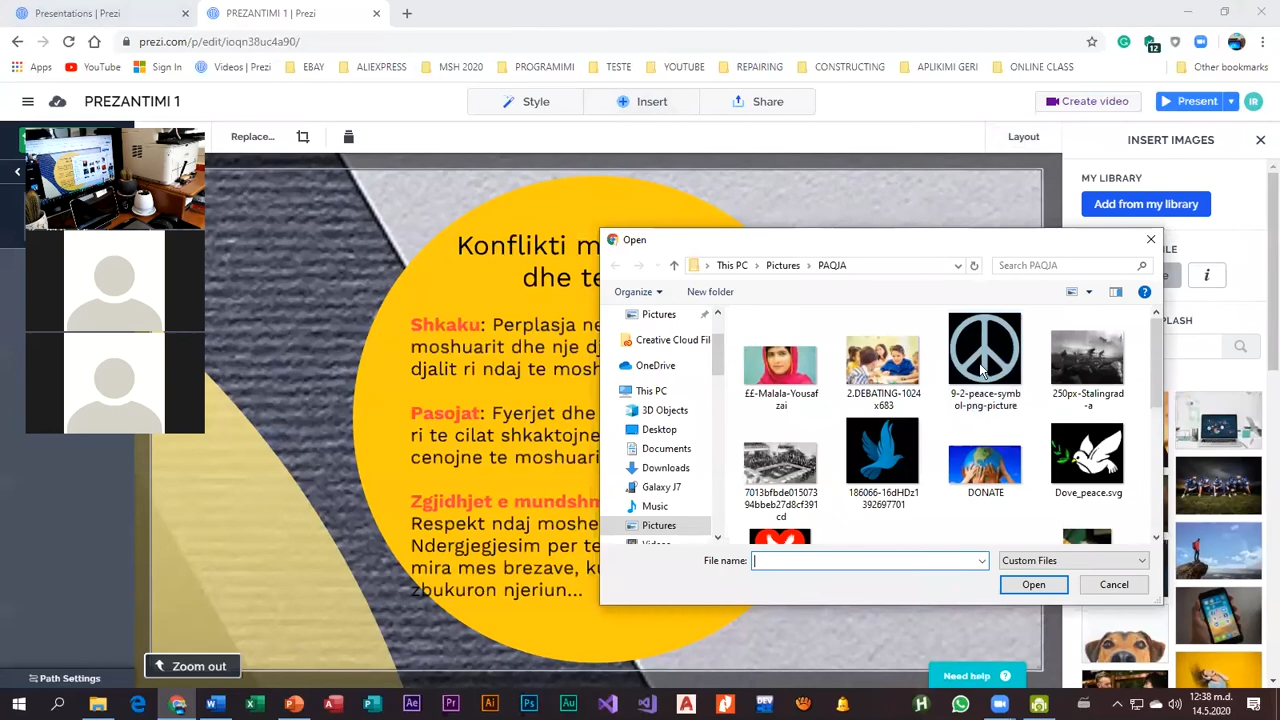 Presentations | Prezi
PREZANTIMI 1 | Prezi
prezi.com/p/edit/ioqn38uc4a90/
12
Apps
YouTube
Sign In
Videos | Prezi
EBAY
ALIEXPRESS
MSH 2020
PROGRAMIMI
TESTE
YOUTUBE
REPAIRING
CONSTRUCTING
APLIKIMI GERI
ONLINE CLASS
Other bookmarks
PREZANTIMI 1
Style
Insert
Share
Create video
Present
IR
Replace...
Layout
INSERT IMAGES
MY LIBRARY
Add from my library
Konflikti m
dhe te
Shkaku: Perplasja ne
moshuarit dhe nje dj
djalit ri ndaj te mosh
Pasojat: Fyerjet dhe
ri te cilat shkaktojne
cenojne te moshuari
Zgjidhjet e mundshm
Respekt ndaj moshe
Ndergjegjesim per te
mira mes brezave, ku
zbukuron njeriun...
Open
This PC
Pictures
PAQJA
Search PAQJA
Organize
New folder
Pictures
Creative Cloud Fil
OneDrive
This PC
3D Objects
Desktop
Documents
Downloads
Galaxy J7
Music
Pictures
££-Malala-Yousaf
zai
2.DEBATING-1024
x683
9-2-peace-symb
ol-png-picture
250px-Stalingrad
-a
7013bfbde015073
94bbeb27d8cf391
cd
186066-16dHDz1
392697701
DONATE
Dove_peace.svg
File name:
Custom Files
Open
Cancel
Zoom out
Path Settings
Need help ?
12:38 m.d.
14.5.2020